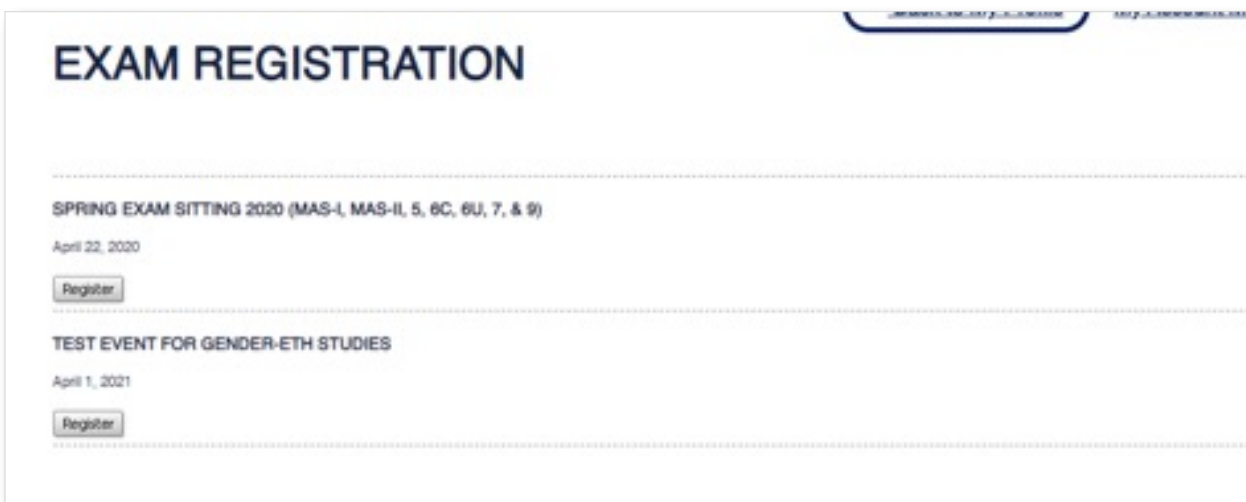 EXAM REGISTRATION
SPRING EXAM SITTING 2020 (MAS-I, MAS-II, 5, 6C, 6U, 7, & 9)
April 22, 2020
Register
TEST EVENT FOR GENDER-ETH STUDIES
April 1, 2021
Register